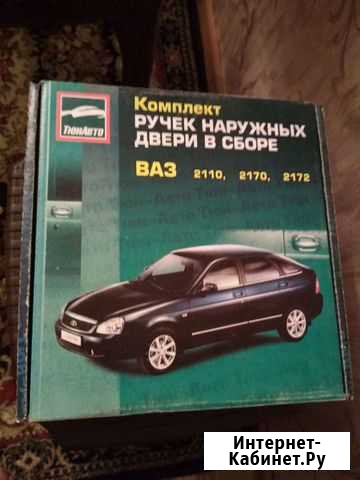 ТюнАвто
Комплект
РУЧЕК НАРУЖНЫХ
ДВЕРИ В СБОРЕ
ВАЗ 2110, 2170, 2172
Интернет-
Кабинет.Ру